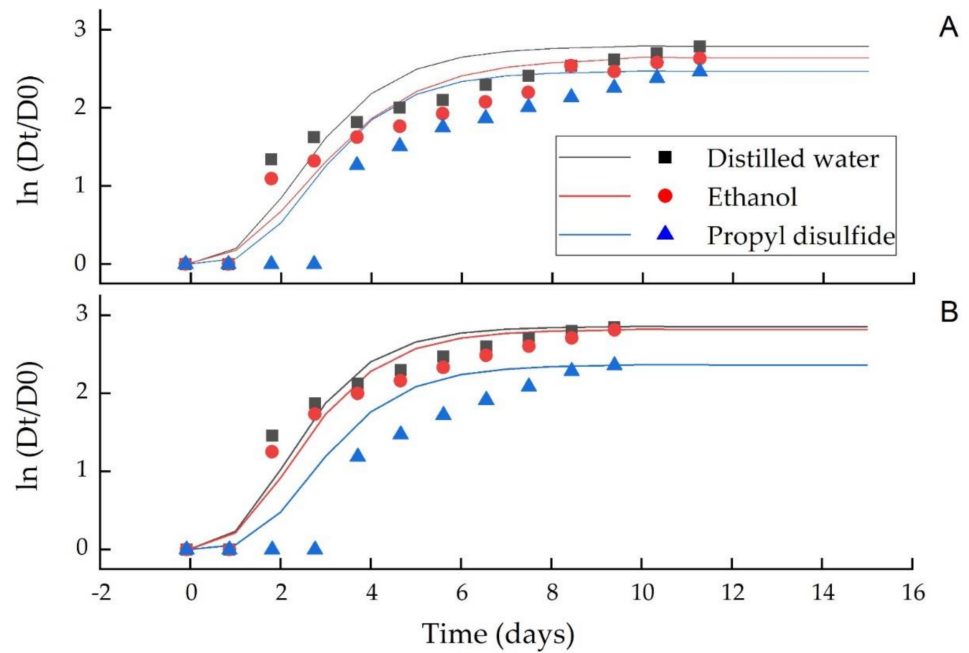 A
3
2
1
0
ln (Dt/D0)
Distilled water
Ethanol
Propyl disulfide
B
3
2
1
0
ln (Dt/D0)
-2 0 2 4 6 8 10 12 14 16
Time (days)